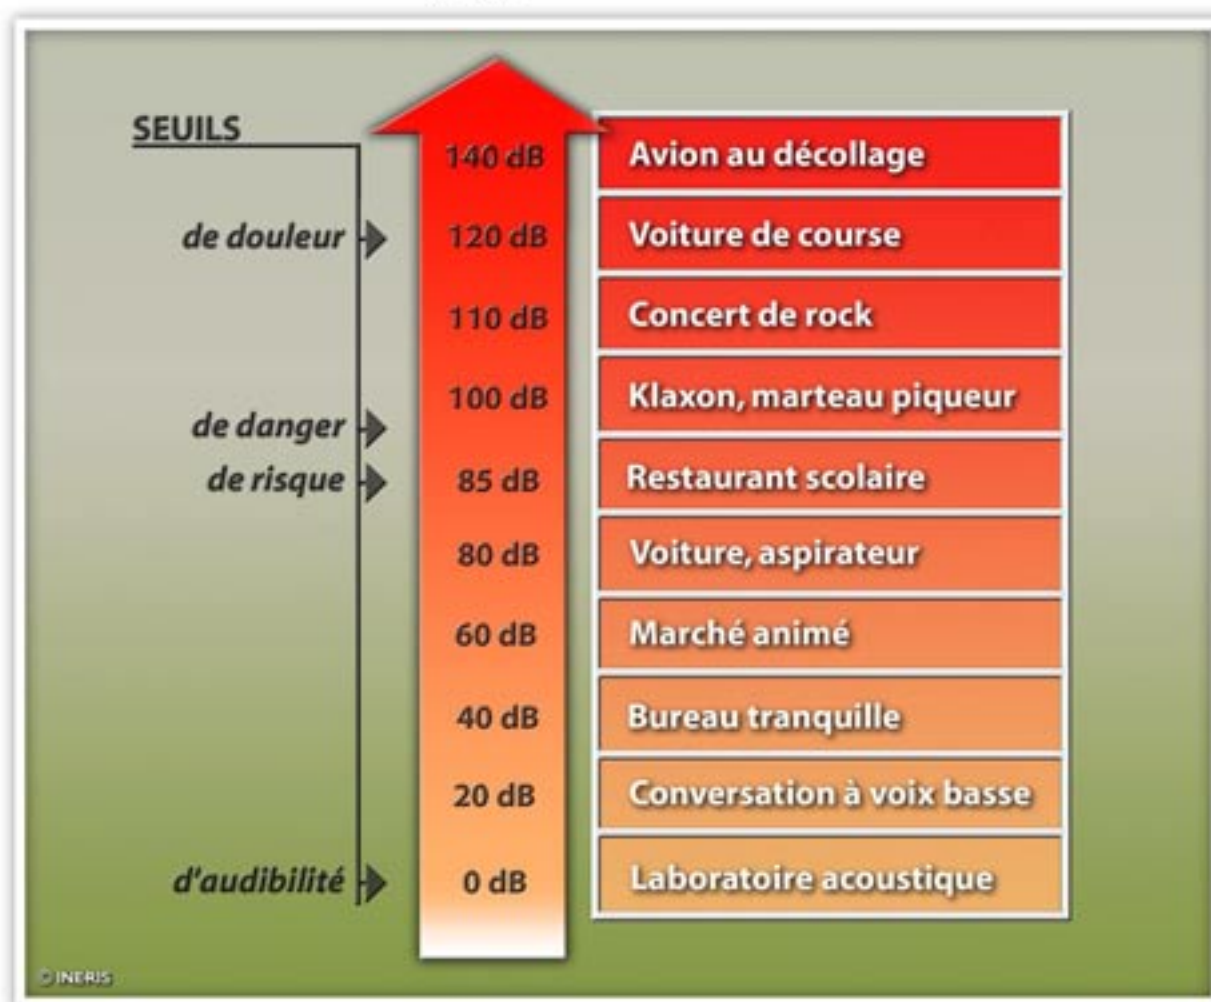 SEUILS
140 dB Avion au décollage
de douleur 120 dB Voiture de course
110 dB Concert de rock
100 dB Klaxon, marteau piqueur
de danger
de risque 85 dB Restaurant scolaire
80 dB Voiture, aspirateur
60 dB Marché animé
40 dB Bureau tranquille
20 dB Conversation à voix basse
d'audibilité 0 dB Laboratoire acoustique
© INERIS